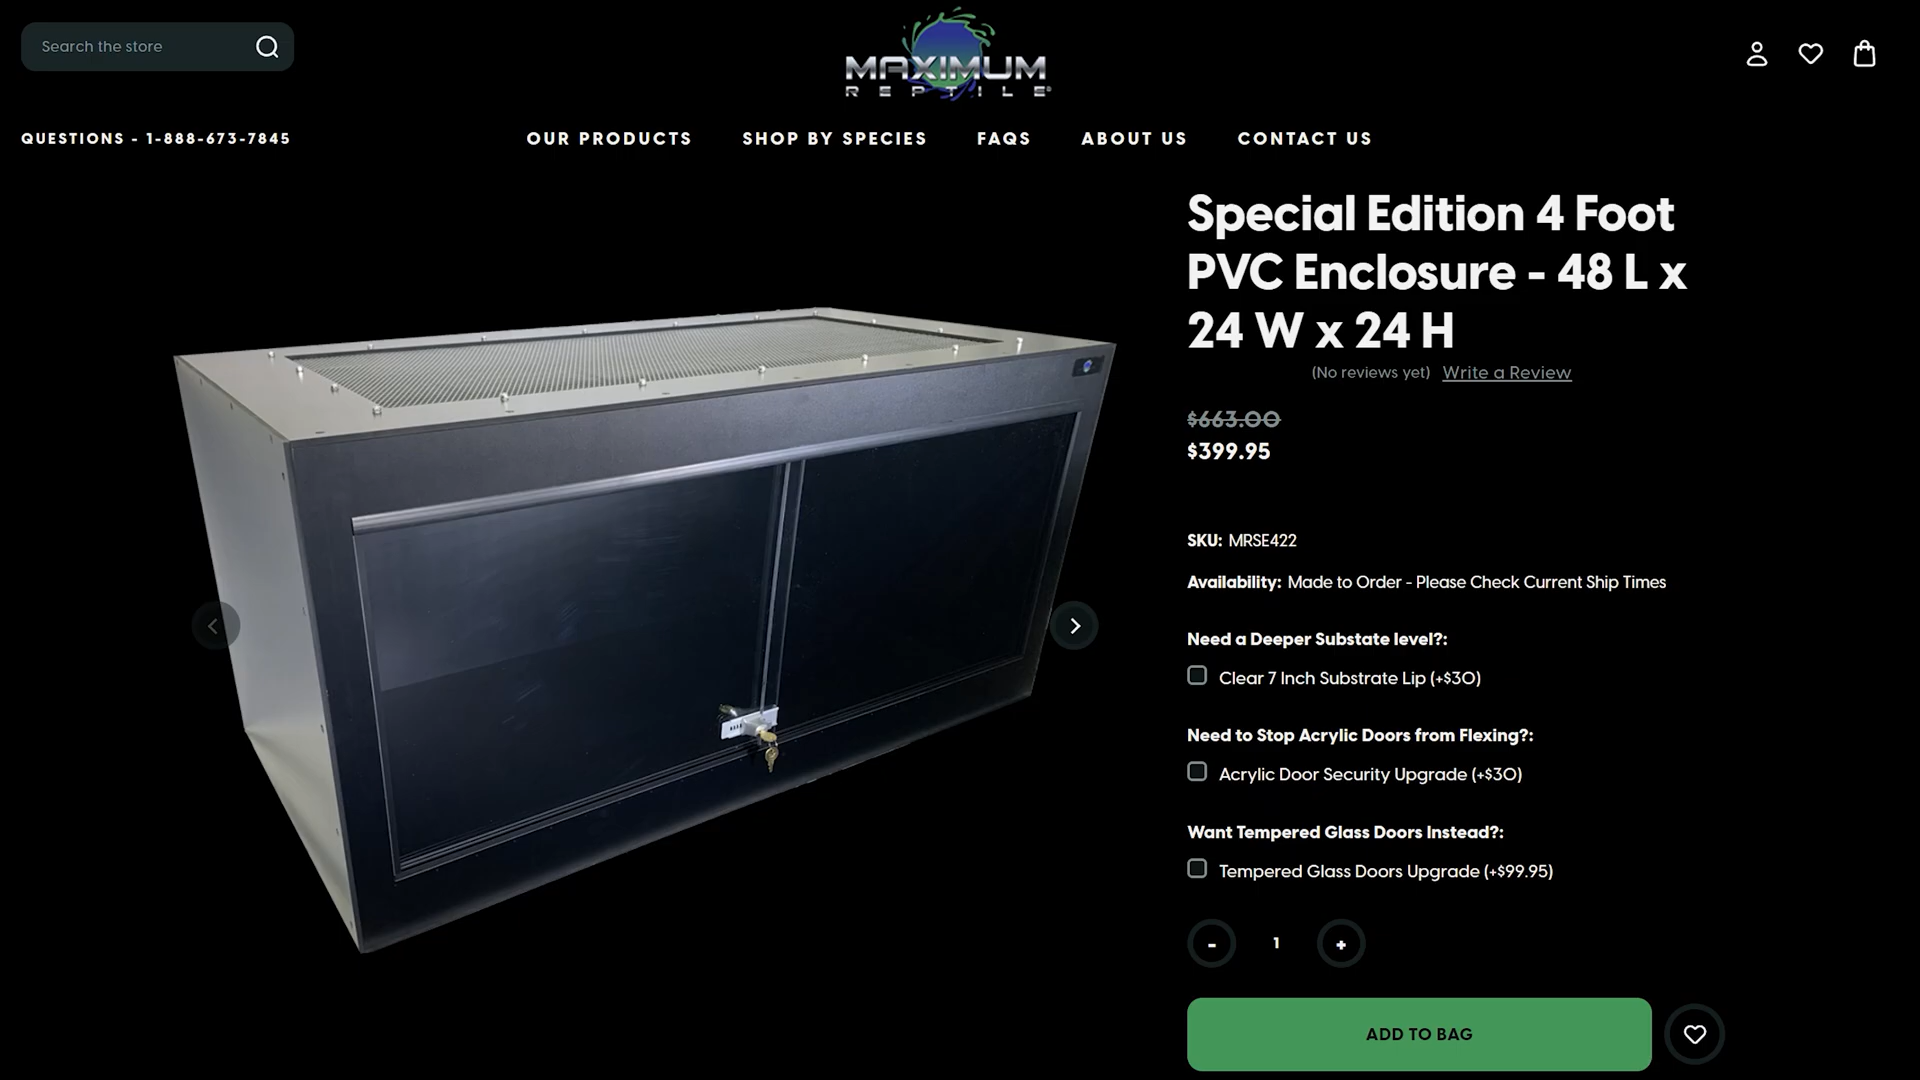 Search the store
MAXIMUM
REPTILE
QUESTIONS - 1-888-673-7845
OUR PRODUCTS
SHOP BY SPECIES
FAQS
ABOUT US
CONTACT US
Special Edition 4 Foot
PVC Enclosure - 48 L x
24 W x 24 H
(No reviews yet) Write a Review
$663.00
$399.95
SKU: MRSE422
Availability: Made to Order - Please Check Current Ship Times
Need a Deeper Substate level?:
Clear 7 Inch Substrate Lip (+$30)
Need to Stop Acrylic Doors from Flexing?:
Acrylic Door Security Upgrade (+$30)
Want Tempered Glass Doors Instead?:
Tempered Glass Doors Upgrade (+$99.95)
- 1 +
ADD TO BAG